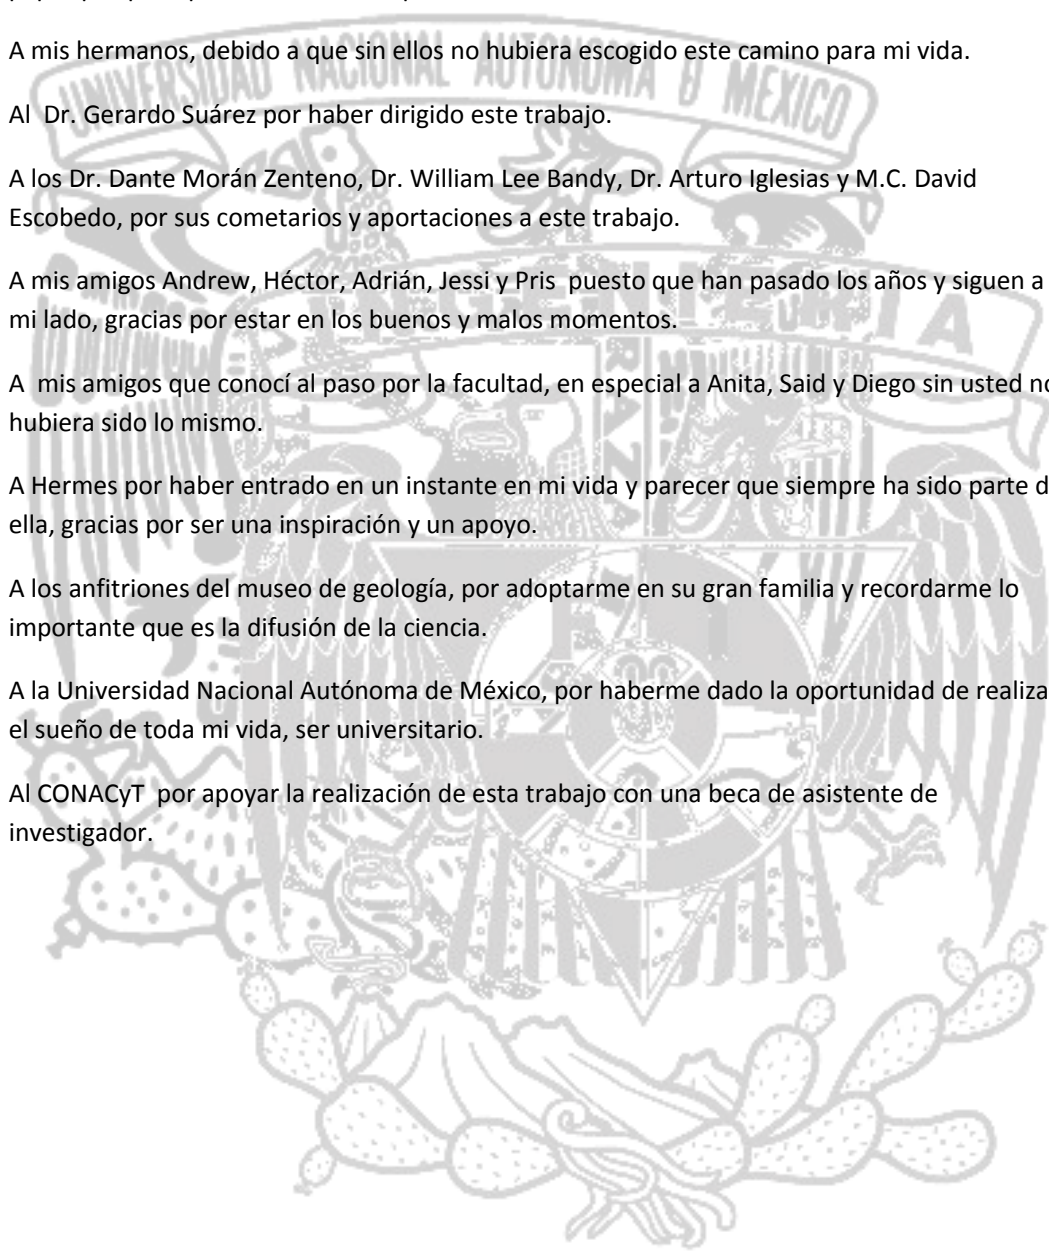 A mis hermanos, debido a que sin ellos no hubiera escogido este camino para mi vida.
Al  Dr. Gerardo Suárez por haber dirigido este trabajo.
A los Dr. Dante Morán Zenteno, Dr. William Lee Bandy, Dr. Arturo Iglesias y M.C. David
Escobedo, por sus cometarios y aportaciones a este trabajo.
A mis amigos Andrew, Héctor, Adrián, Jessi y Pris  puesto que han pasado los años y siguen a
mi lado, gracias por estar en los buenos y malos momentos.
A  mis amigos que conocí al paso por la facultad, en especial a Anita, Said y Diego sin usted no
hubiera sido lo mismo.
A Hermes por haber entrado en un instante en mi vida y parecer que siempre ha sido parte d
ella, gracias por ser una inspiración y un apoyo.
A los anfitriones del museo de geología, por adoptarme en su gran familia y recordarme lo
importante que es la difusión de la ciencia.
A la Universidad Nacional Autónoma de México, por haberme dado la oportunidad de realiza
el sueño de toda mi vida, ser universitario.
Al CONACyT  por apoyar la realización de esta trabajo con una beca de asistente de
investigador.
UNIVERSIDAD NACIONAL AUTONOMA D MEXICO